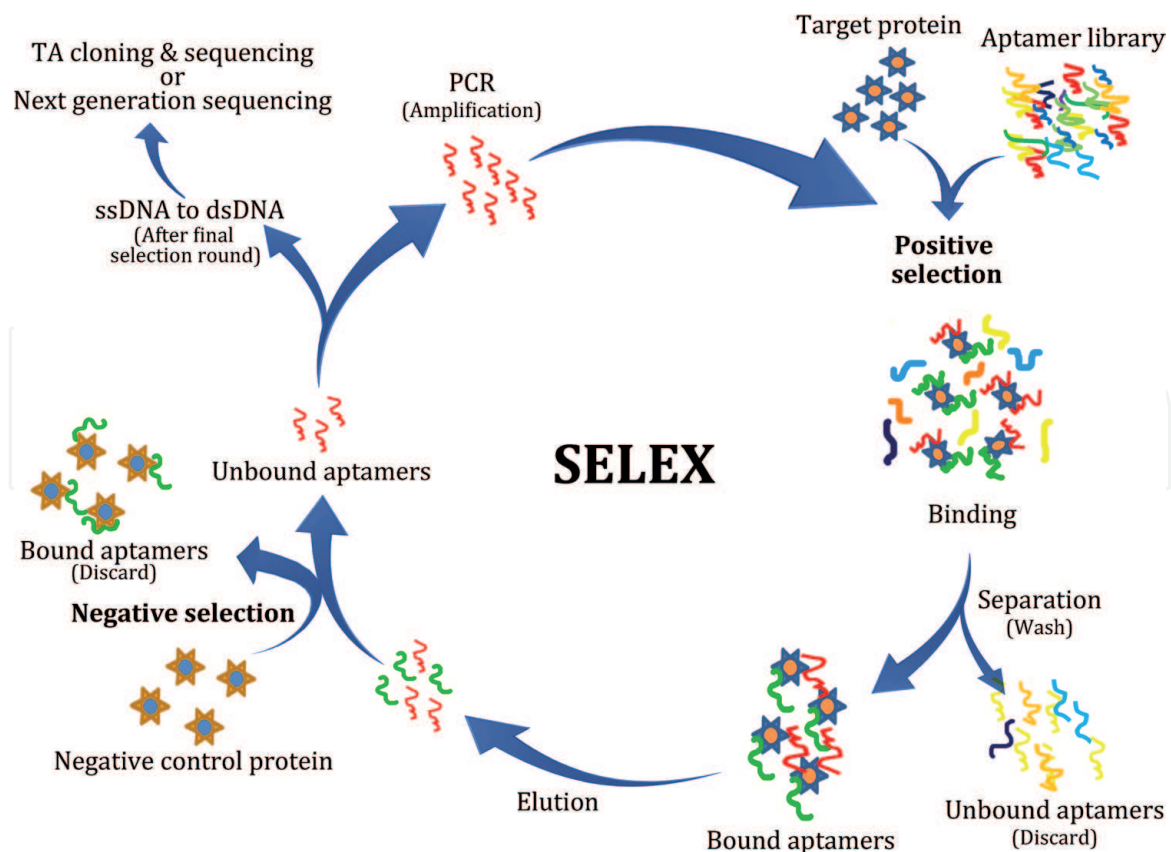 Target protein
Aptamer library
Positive
selection
Binding
Separation
(Wash)
Unbound aptamers
(Discard)
Bound aptamers
Elution
Negative control protein
Negative selection
Bound aptamers
(Discard)
Unbound aptamers
PCR
(Amplification)
ssDNA to dsDNA
(After final
selection round)
TA cloning & sequencing
or
Next generation sequencing
SELEX